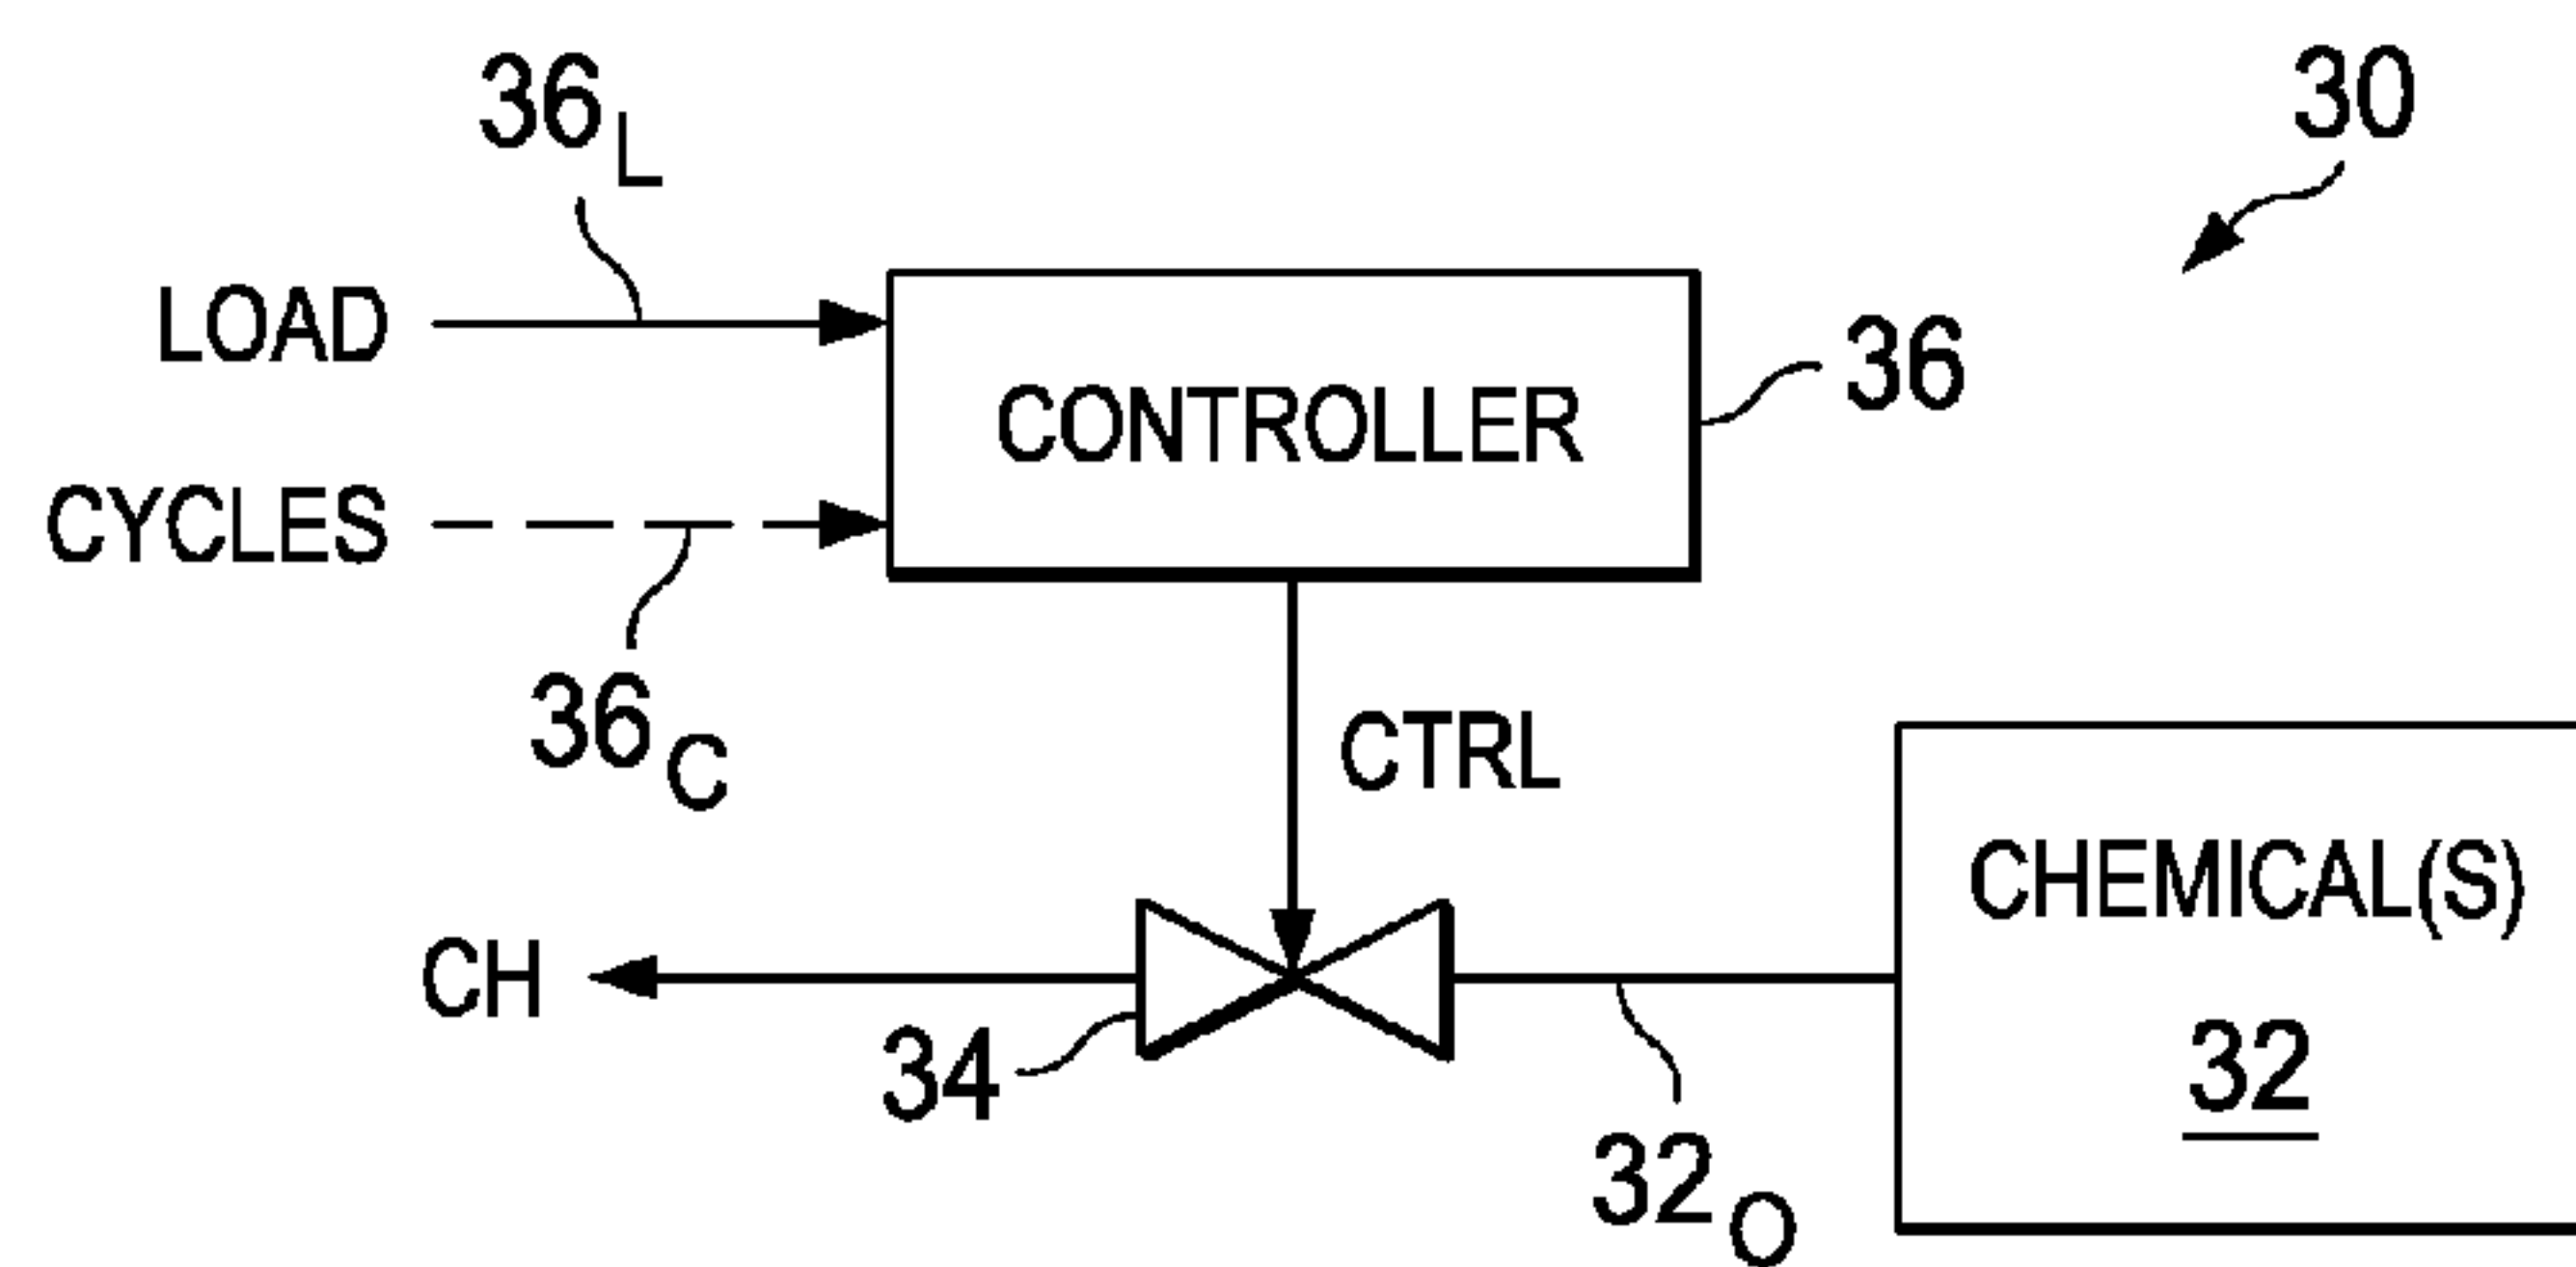 36L
30
LOAD
36
CONTROLLER
CYCLES
36C
CTRL
CHEMICAL(S)
CH
34
32
32O